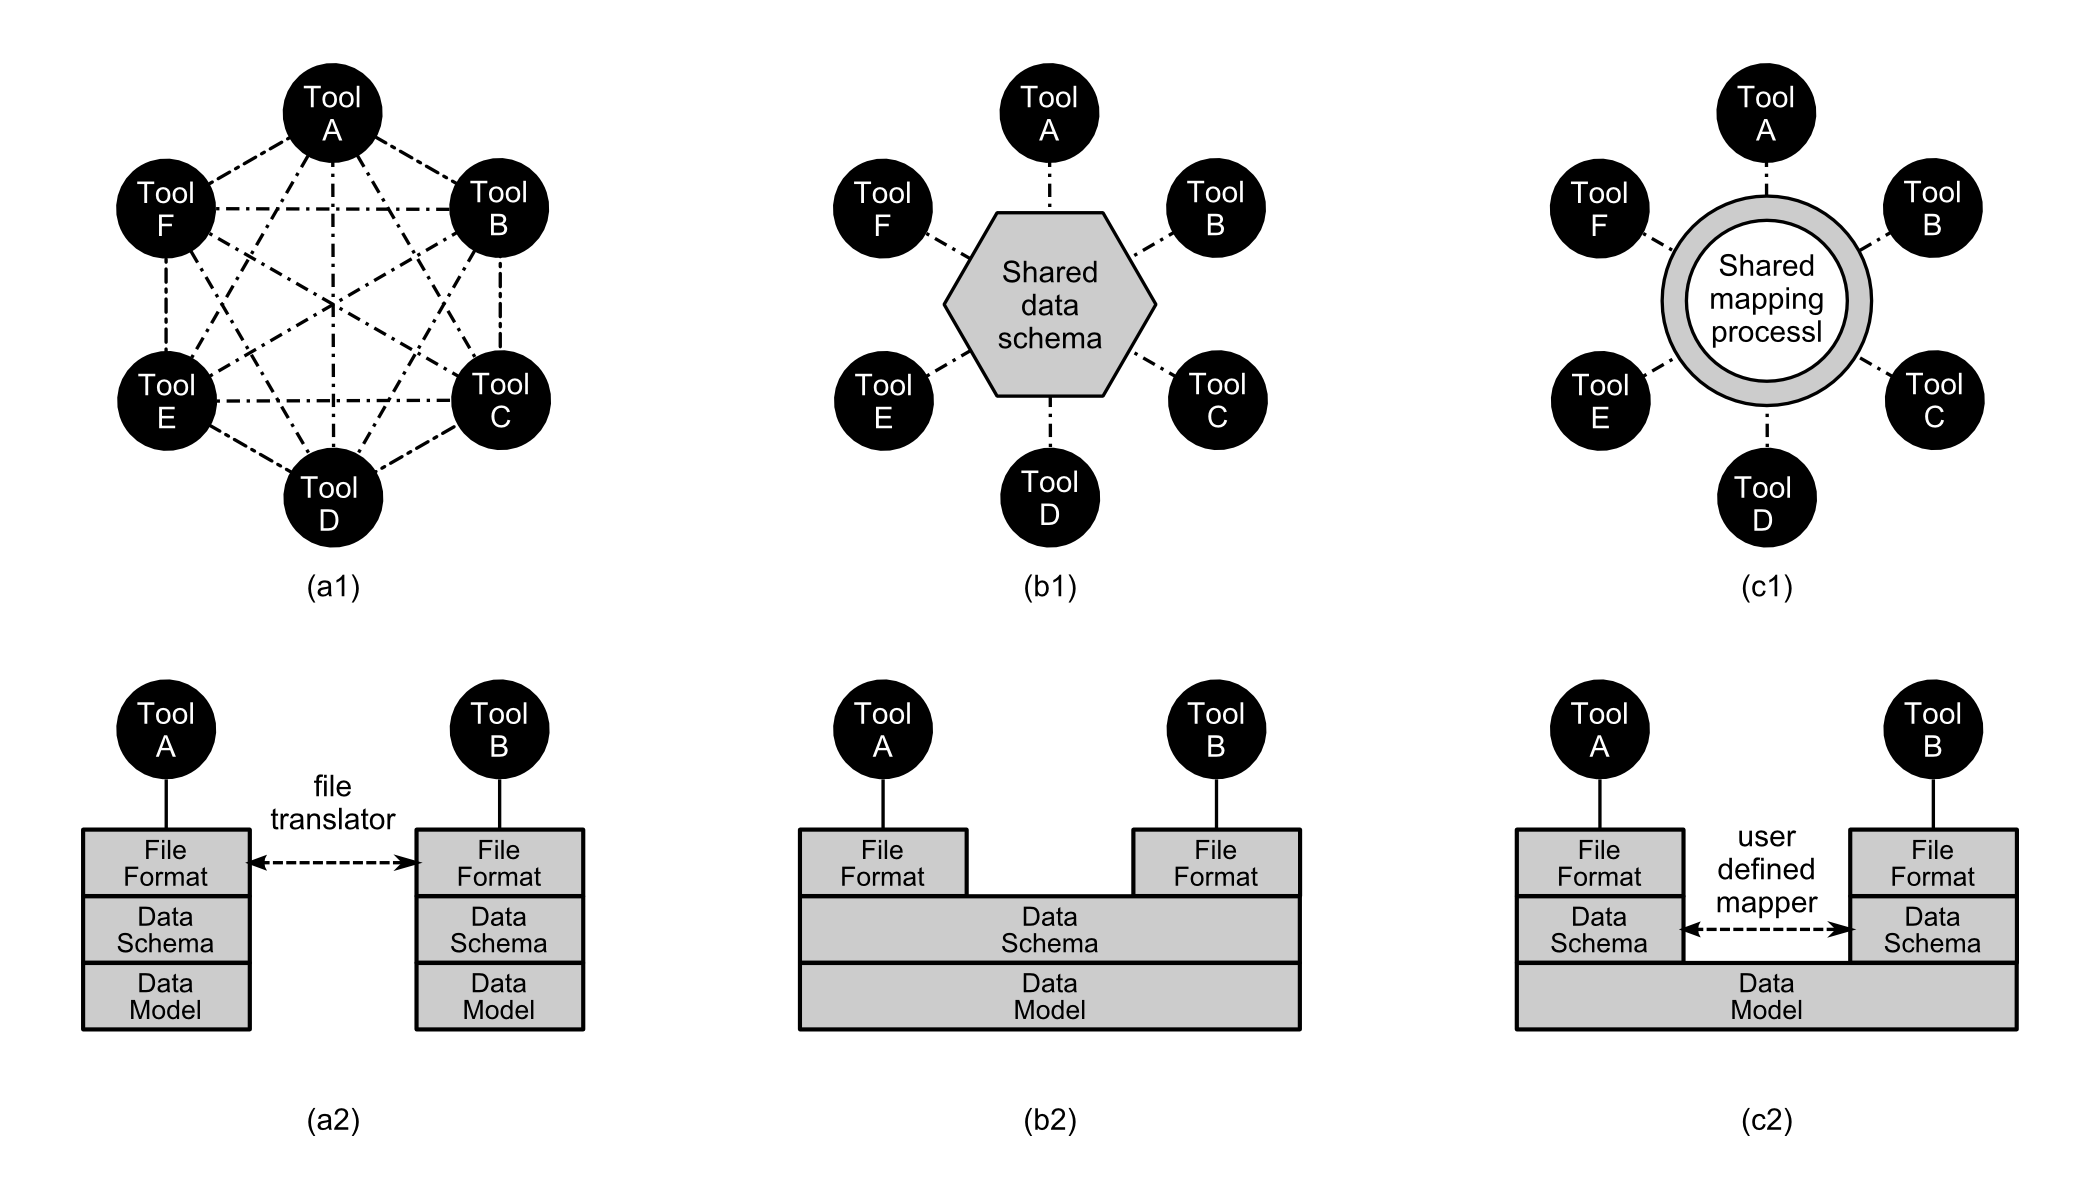 Tool
A
Tool
F
Tool
B
Tool
E
Tool
C
Tool
D
(a1)
Tool
A
Tool
F
Tool
B
Shared
data
schema
Tool
E
Tool
C
Tool
D
(b1)
Tool
A
Tool
F
Tool
B
Shared
mapping
processl
Tool
E
Tool
C
Tool
D
(c1)
Tool
A
Tool
B
file
translator
File
Format
Data
Schema
Data
Model
File
Format
Data
Schema
Data
Model
(a2)
Tool
A
Tool
B
File
Format
File
Format
Data
Schema
Data
Model
(b2)
Tool
A
Tool
B
File
Format
Data
Schema
user
defined
mapper
File
Format
Data
Schema
Data
Model
(c2)